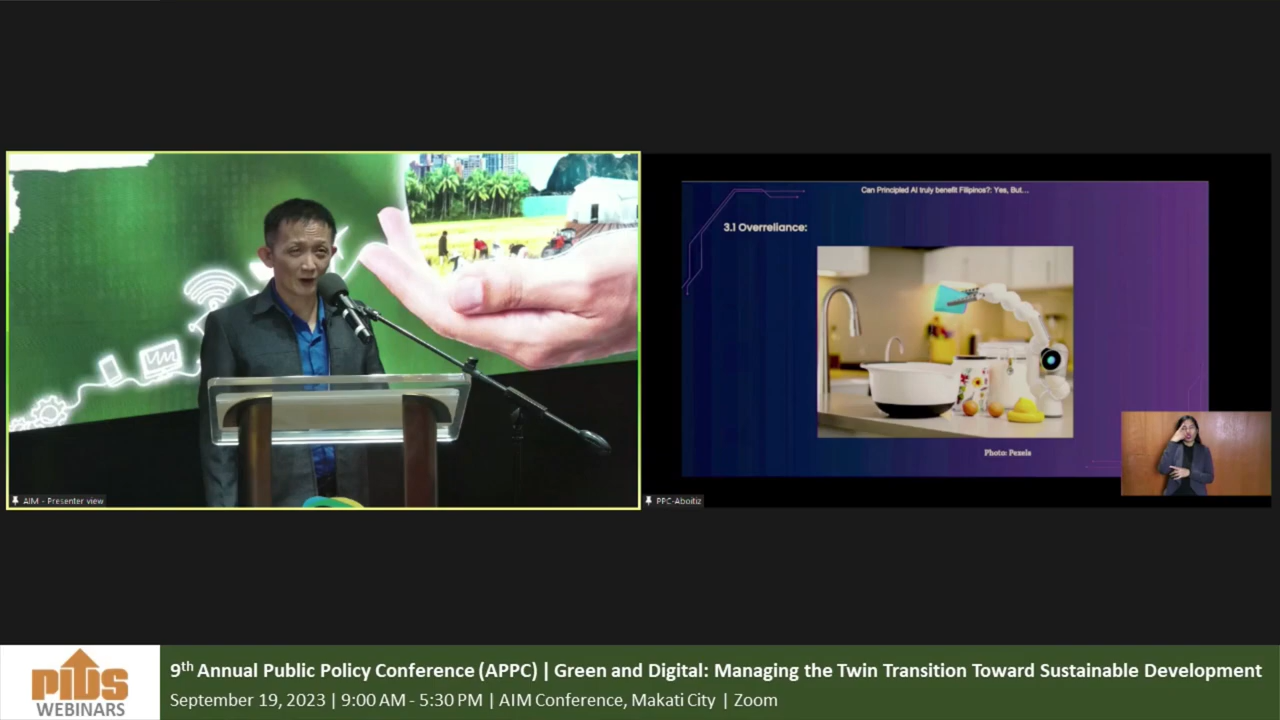 Can Principled AI truly benefit Filipinos?: Yes, But...
3.1 Overreliance:
Photo: Pexels
AIM - Presenter view
PPC-Aboitiz
PIDS
WEBINARS
9th Annual Public Policy Conference (APPC) | Green and Digital: Managing the Twin Transition Toward Sustainable Development
September 19, 2023 | 9:00 AM - 5:30 PM | AIM Conference, Makati City | Zoom